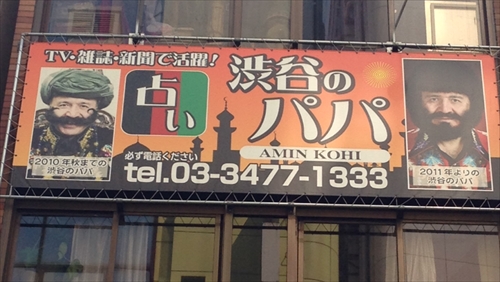 TV・雑誌・新聞で活躍!
占い
渋谷の
パパ
AMIN KOHI
必ず電話ください
tel.03-3477-1333
2010年秋までの
渋谷のパパ
2011年よりの
渋谷のパパ